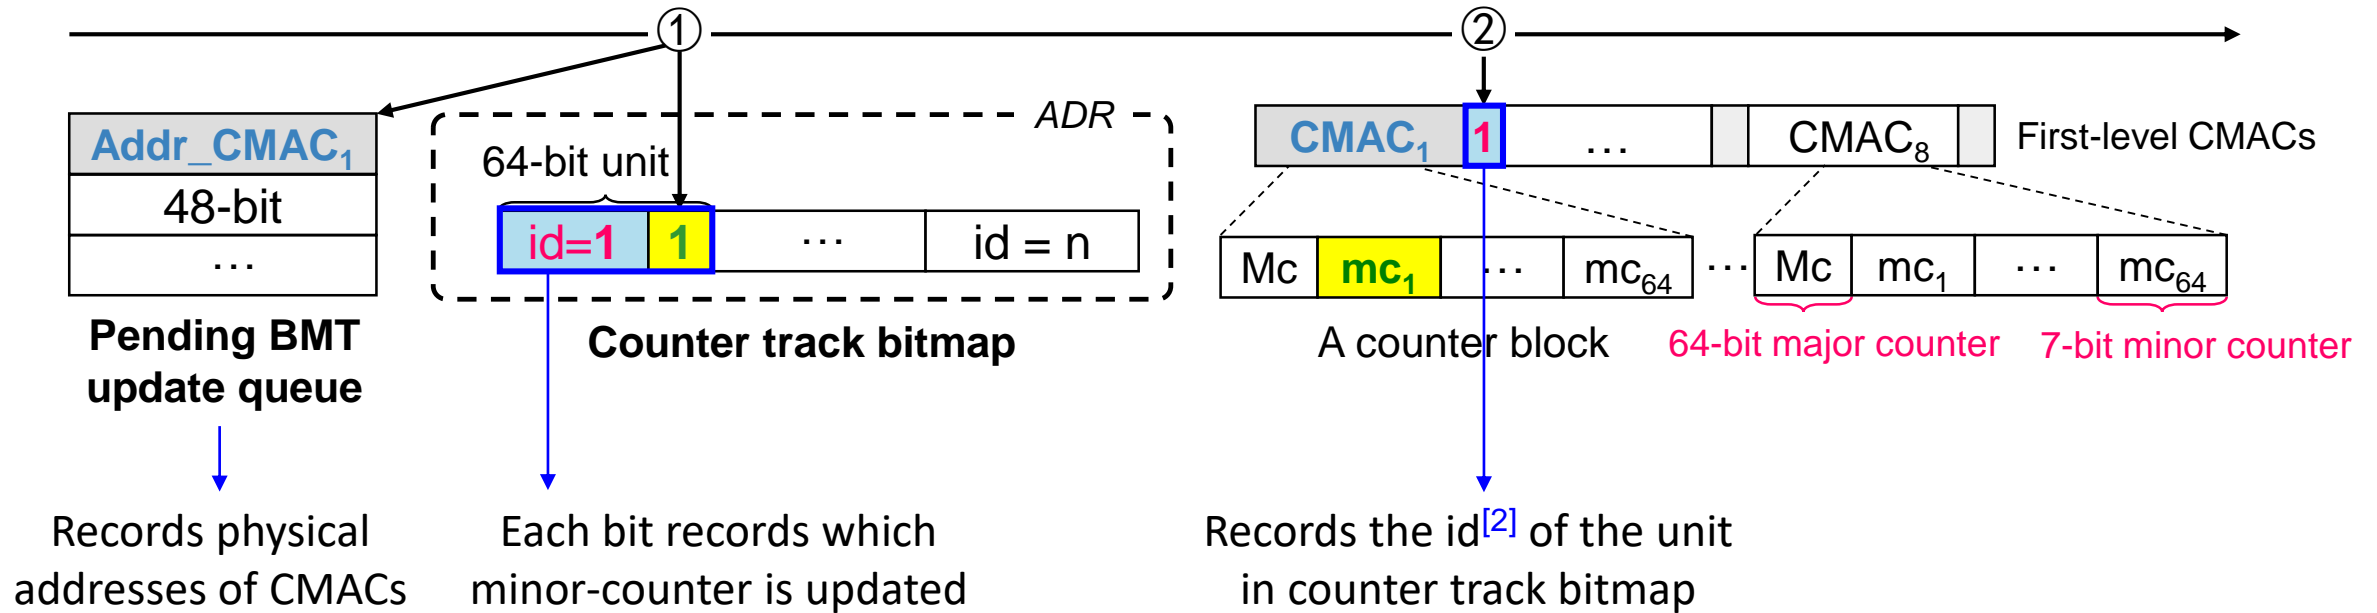 ① ②
ADR
Addr_CMAC₁
48-bit
…
Pending BMT
update queue
Records physical
addresses of CMACs
64-bit unit
id=1 1 … id = n
Counter track bitmap
Each bit records which
minor-counter is updated
CMAC₁ 1 … CMAC₈ First-level CMACs
Mc mc₁ … mc₆₄ … Mc mc₁ … mc₆₄
A counter block 64-bit major counter 7-bit minor counter
Records the id[2] of the unit
in counter track bitmap